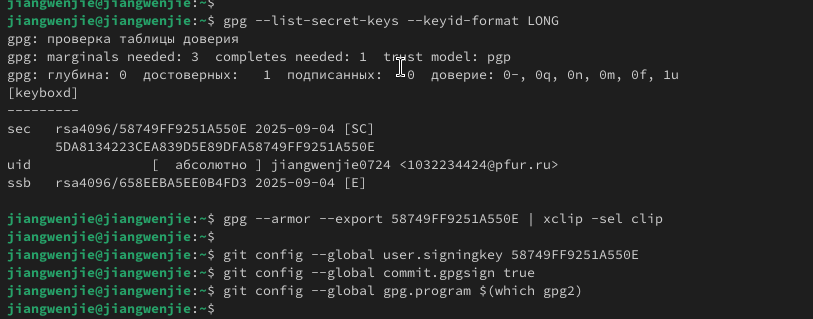 jiangwenjie@jiangwenjie:~$
jiangwenjie@jiangwenjie:~$ gpg --list-secret-keys --keyid-format LONG
gpg: проверка таблицы доверия
gpg: marginals needed: 3  completes needed: 1  trust model: pgp
gpg: глубина: 0  достоверных:   1  подписанных:   0  доверие: 0-, 0q, 0n, 0m, 0f, 1u
[keyboxd]
---------
sec   rsa4096/58749FF9251A550E 2025-09-04 [SC]
      5DA8134223CEA839D5E89DFA58749FF9251A550E
uid              [  абсолютно ] jiangwenjie0724 <1032234424@pfur.ru>
ssb   rsa4096/658EEBA5EE0B4FD3 2025-09-04 [E]
jiangwenjie@jiangwenjie:~$ gpg --armor --export 58749FF9251A550E | xclip -sel clip
jiangwenjie@jiangwenjie:~$
jiangwenjie@jiangwenjie:~$ git config --global user.signingkey 58749FF9251A550E
jiangwenjie@jiangwenjie:~$ git config --global commit.gpgsign true
jiangwenjie@jiangwenjie:~$ git config --global gpg.program $(which gpg2)
jiangwenjie@jiangwenjie:~$